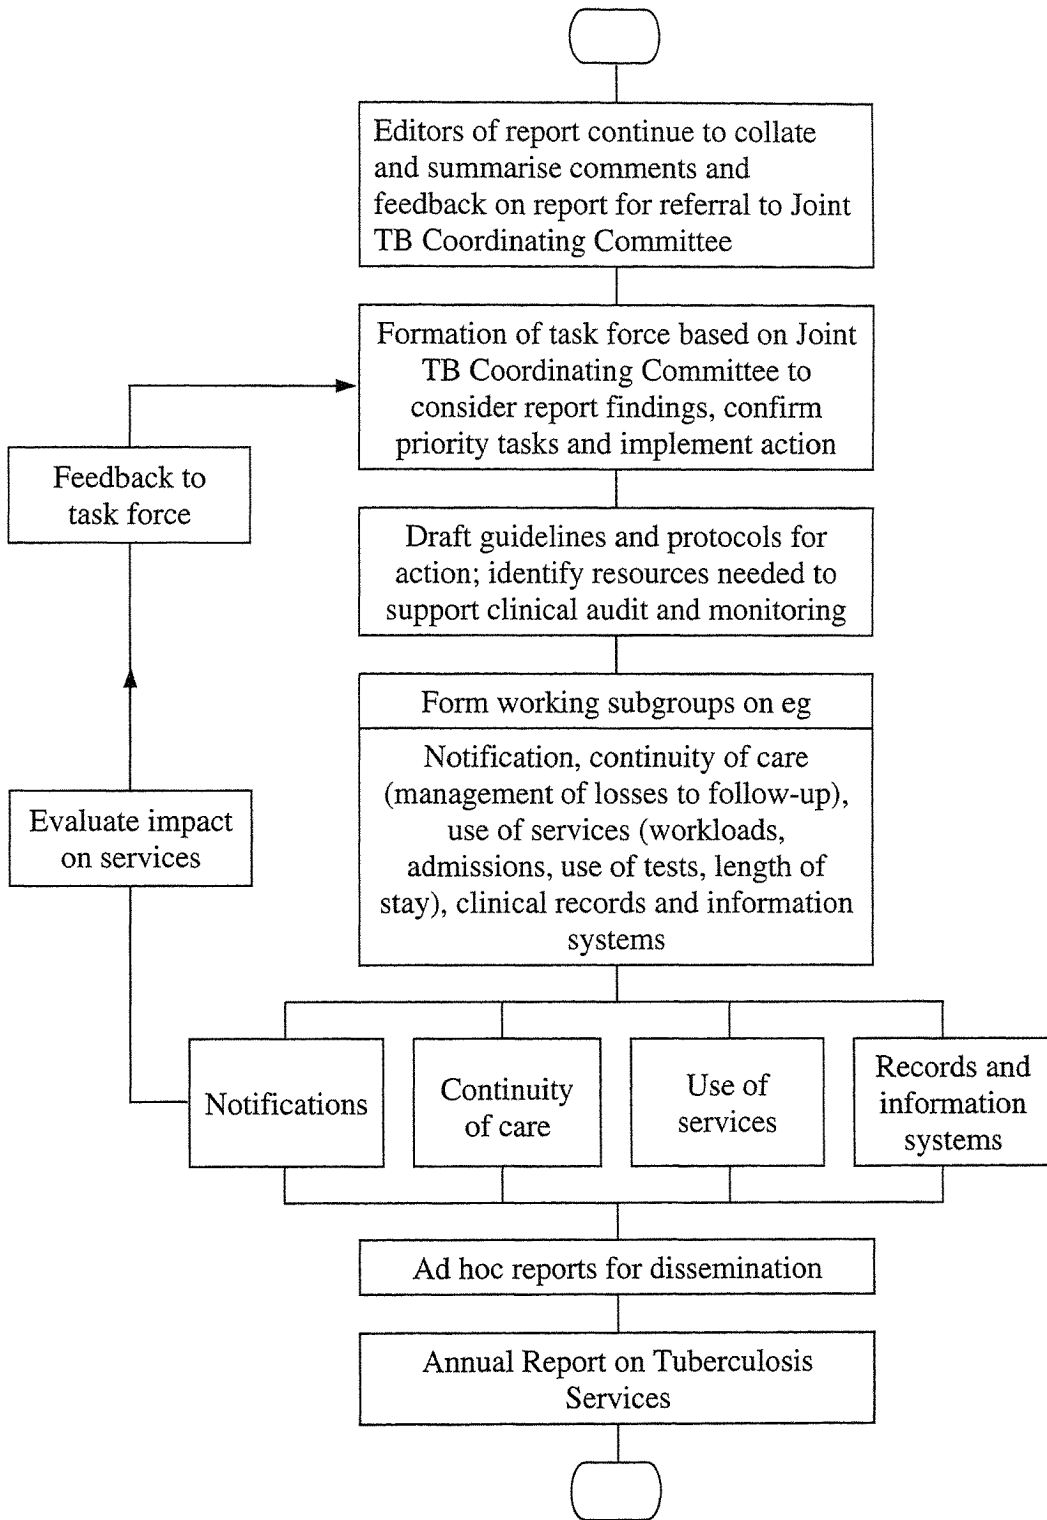 Editors of report continue to collate
and summarise comments and
feedback on report for referral to Joint
TB Coordinating Committee
Formation of task force based on Joint
TB Coordinating Committee to
consider report findings, confirm
priority tasks and implement action
Feedback to
task force
Draft guidelines and protocols for
action; identify resources needed to
support clinical audit and monitoring
Form working subgroups on eg
Notification, continuity of care
(management of losses to follow-up),
use of services (workloads,
admissions, use of tests, length of
stay), clinical records and information
systems
Evaluate impact
on services
Notifications
Continuity
of care
Use of
services
Records and
information
systems
Ad hoc reports for dissemination
Annual Report on Tuberculosis
Services